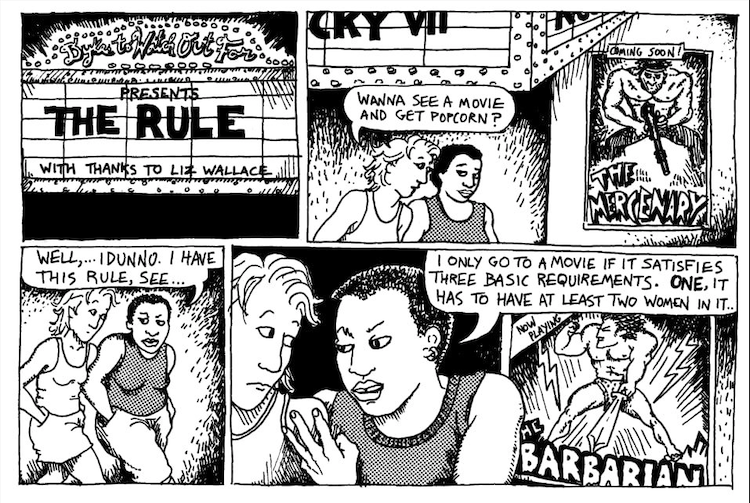 Dykes to Watch Out For
PRESENTS
THE RULE
WITH THANKS TO LIZ WALLACE
CKY VII
WANNA SEE A MOVIE
AND GET POPCORN?
COMING SOON!
THE
MERCENARY
WELL,... I DUNNO. I HAVE
THIS RULE, SEE...
I ONLY GO TO A MOVIE IF IT SATISFIES
THREE BASIC REQUIREMENTS. ONE, IT
HAS TO HAVE AT LEAST TWO WOMEN IN IT..
NOW
PLAYING
BARBARIAN